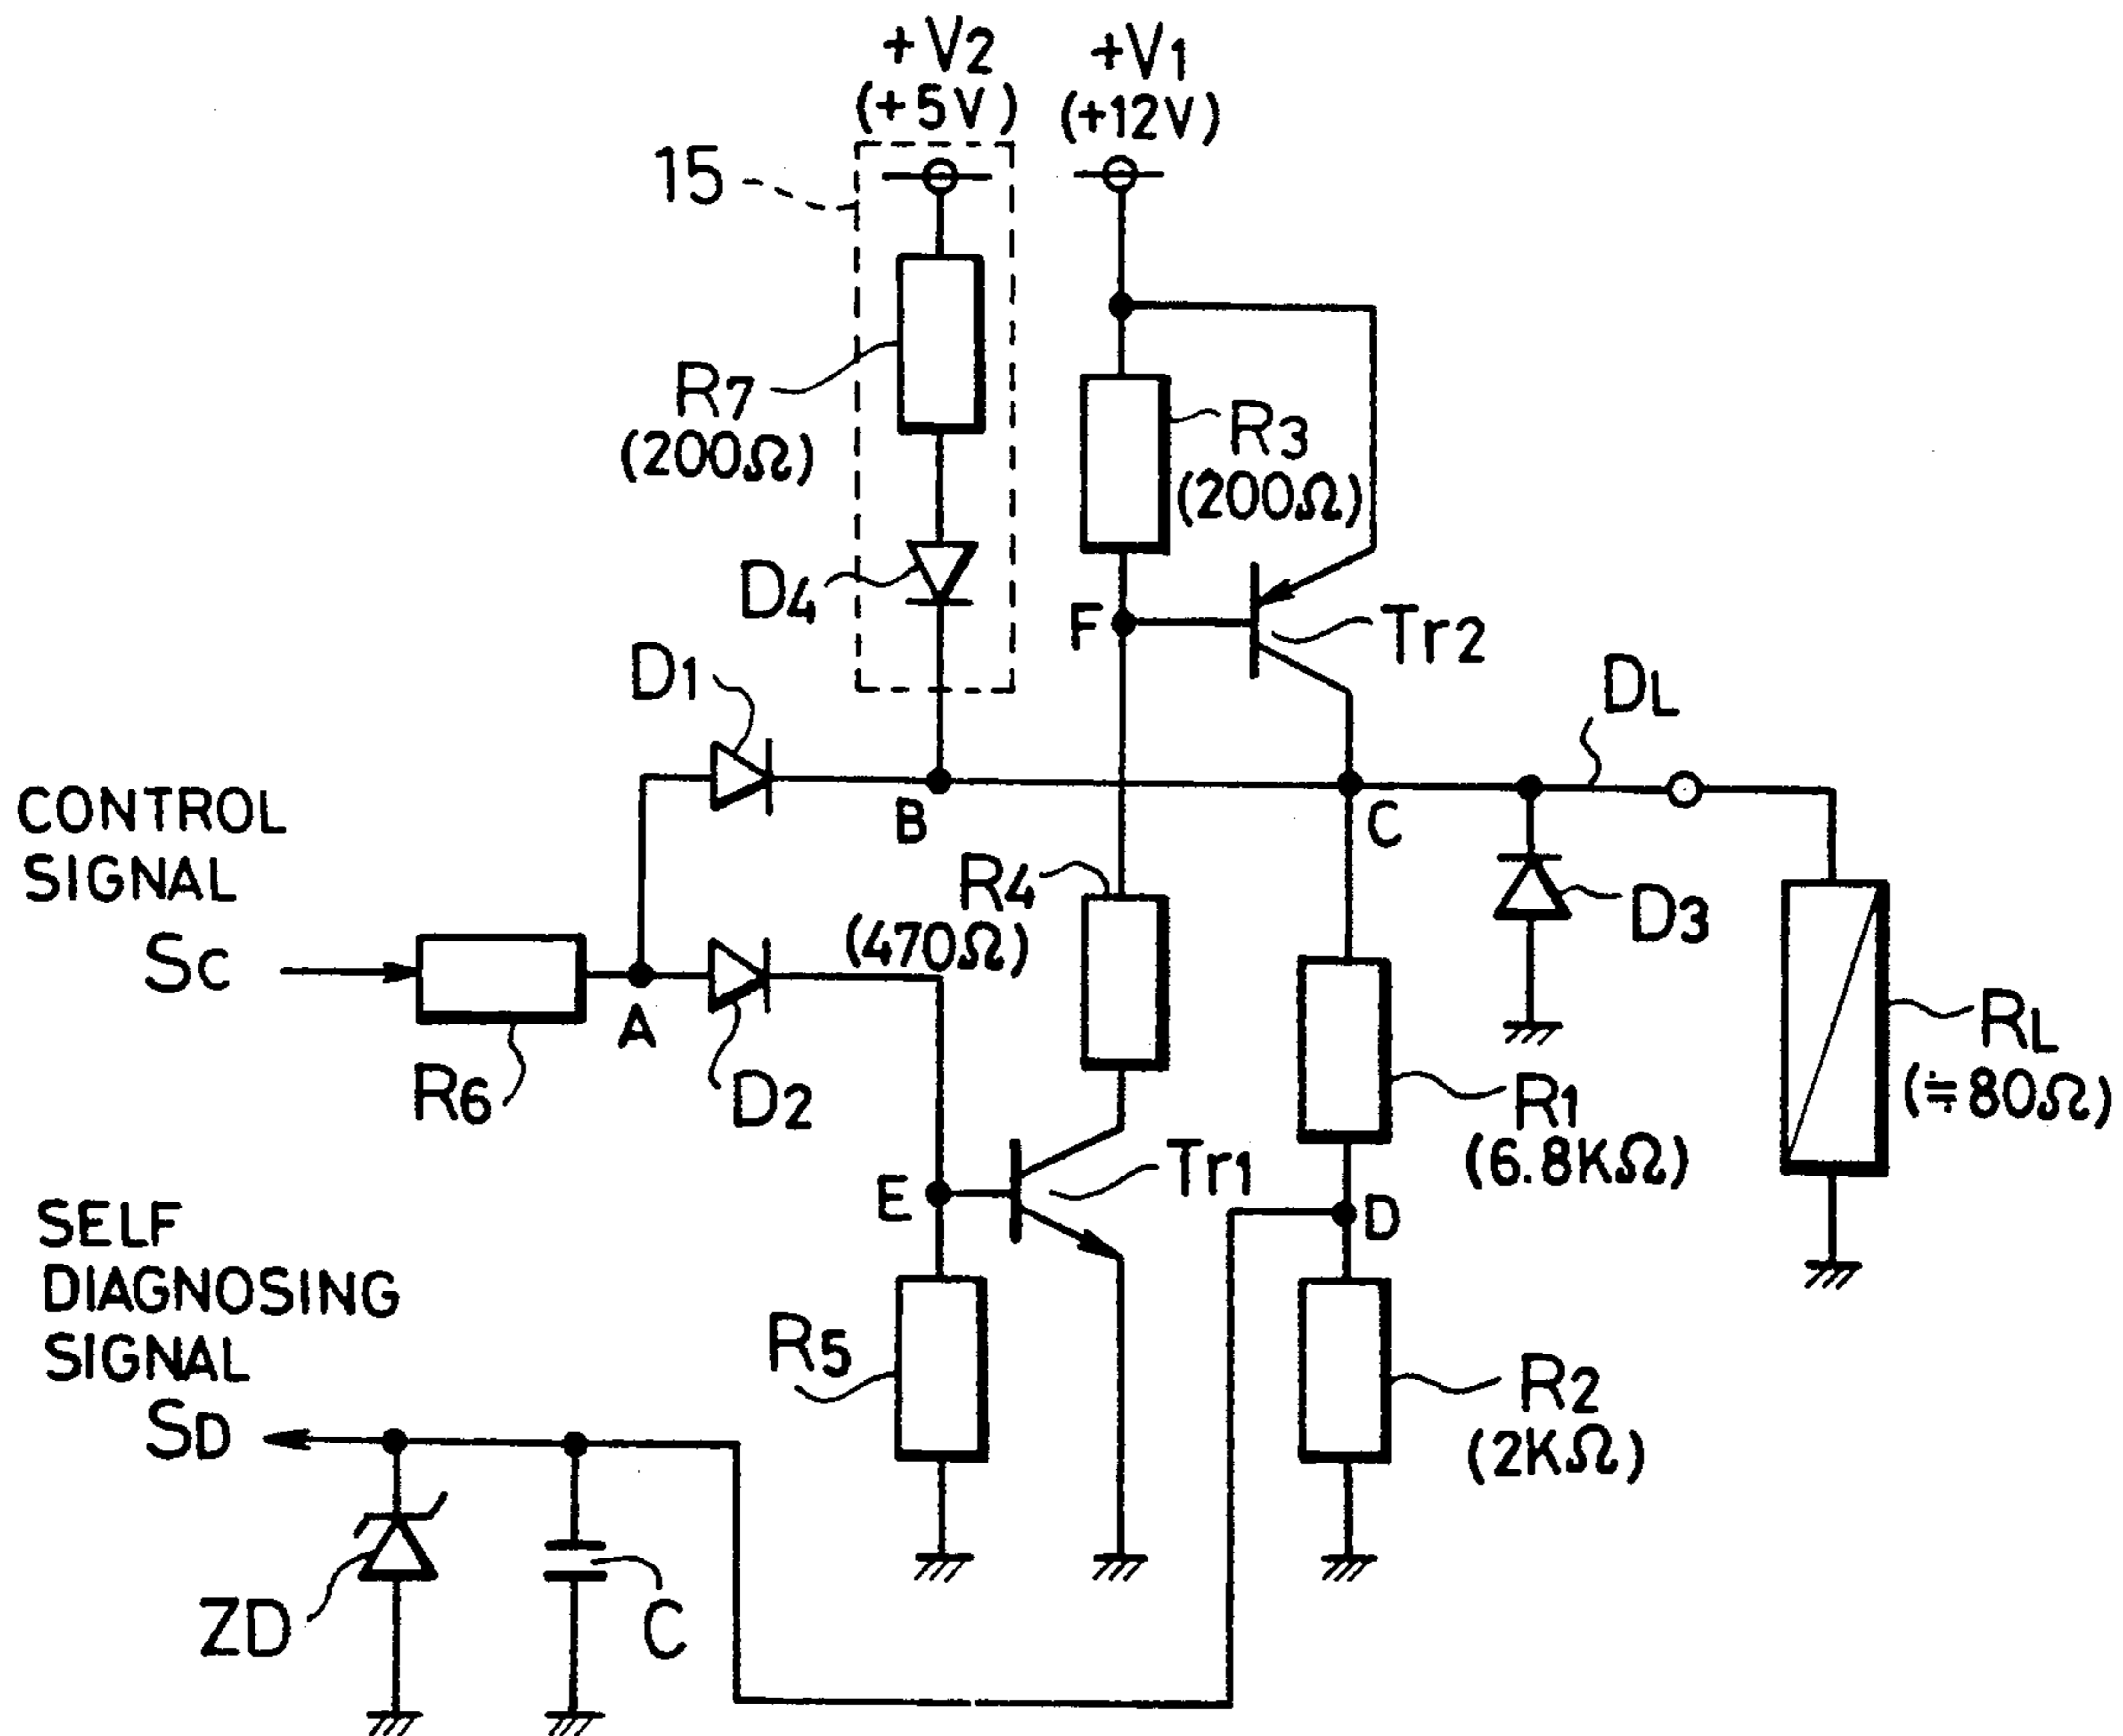 +V2
(+5V)
+V1
(+12V)
15
R7
(200Ω)
R3
(200Ω)
D4
F
Tr2
D1
DL
B
C
CONTROL
SIGNAL
SC
R6
A
D2
R4
(470Ω)
D3
RL
(≒80Ω)
R1
(6.8KΩ)
E
Tr1
D
SELF
DIAGNOSING
SIGNAL
SD
R5
R2
(2KΩ)
ZD
C